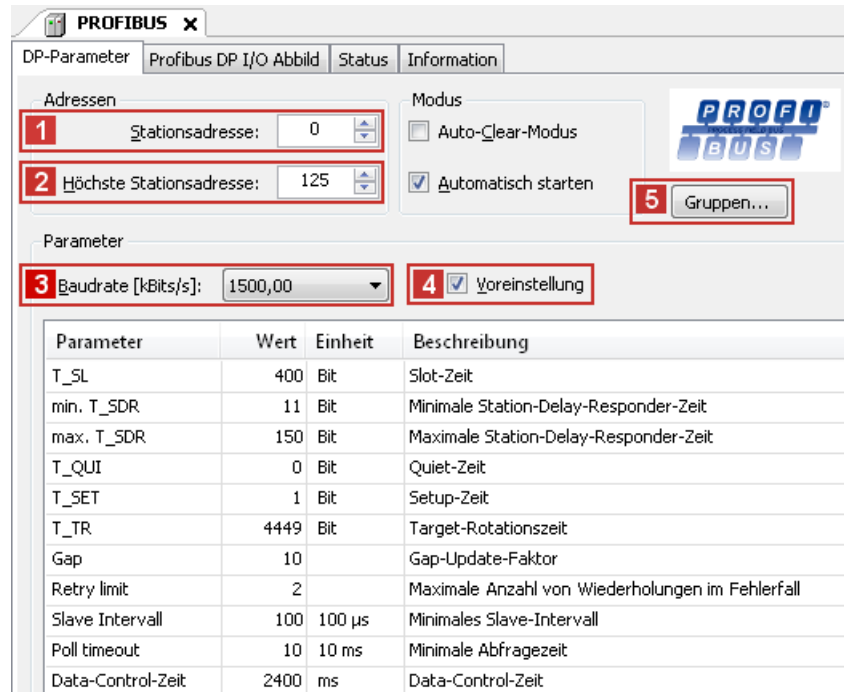 PROFIBUS
DP-Parameter Profibus DP I/O Abbild Status Information
Adressen
1 Stationsadresse: 0
2 Höchste Stationsadresse: 125
Modus
Auto-Clear-Modus
Automatisch starten
PROFI
PROCESS FIELD BUS
BUS
5 Gruppen...
Parameter
3 Baudrate [kBits/s]: 1500,00
4 Voreinstellung
Parameter Wert Einheit Beschreibung
T_SL 400 Bit Slot-Zeit
min. T_SDR 11 Bit Minimale Station-Delay-Responder-Zeit
max. T_SDR 150 Bit Maximale Station-Delay-Responder-Zeit
T_QUI 0 Bit Quiet-Zeit
T_SET 1 Bit Setup-Zeit
T_TR 4449 Bit Target-Rotationszeit
Gap 10 Gap-Update-Faktor
Retry limit 2 Maximale Anzahl von Wiederholungen im Fehlerfall
Slave Intervall 100 100 µs Minimales Slave-Intervall
Poll timeout 10 10 ms Minimale Abfragezeit
Data-Control-Zeit 2400 ms Data-Control-Zeit